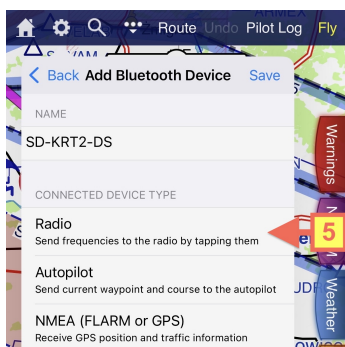 Route Undo Pilot Log Fly
Back Add Bluetooth Device Save
NAME
SD-KRT2-DS
CONNECTED DEVICE TYPE
Radio
Send frequencies to the radio by tapping them
5
Autopilot
Send current waypoint and course to the autopilot
NMEA (FLARM or GPS)
Receive GPS position and traffic information
Warnings
Weather